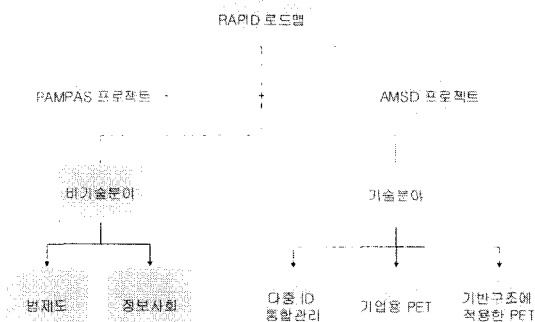 RAPID 로드맵
PAMPAS 프로젝트
AMSD 프로젝트
비기술분야
기술분야
법제도
정보사회
다중 ID
통합관리
기업용 PET
기반구조에
적용한 PET